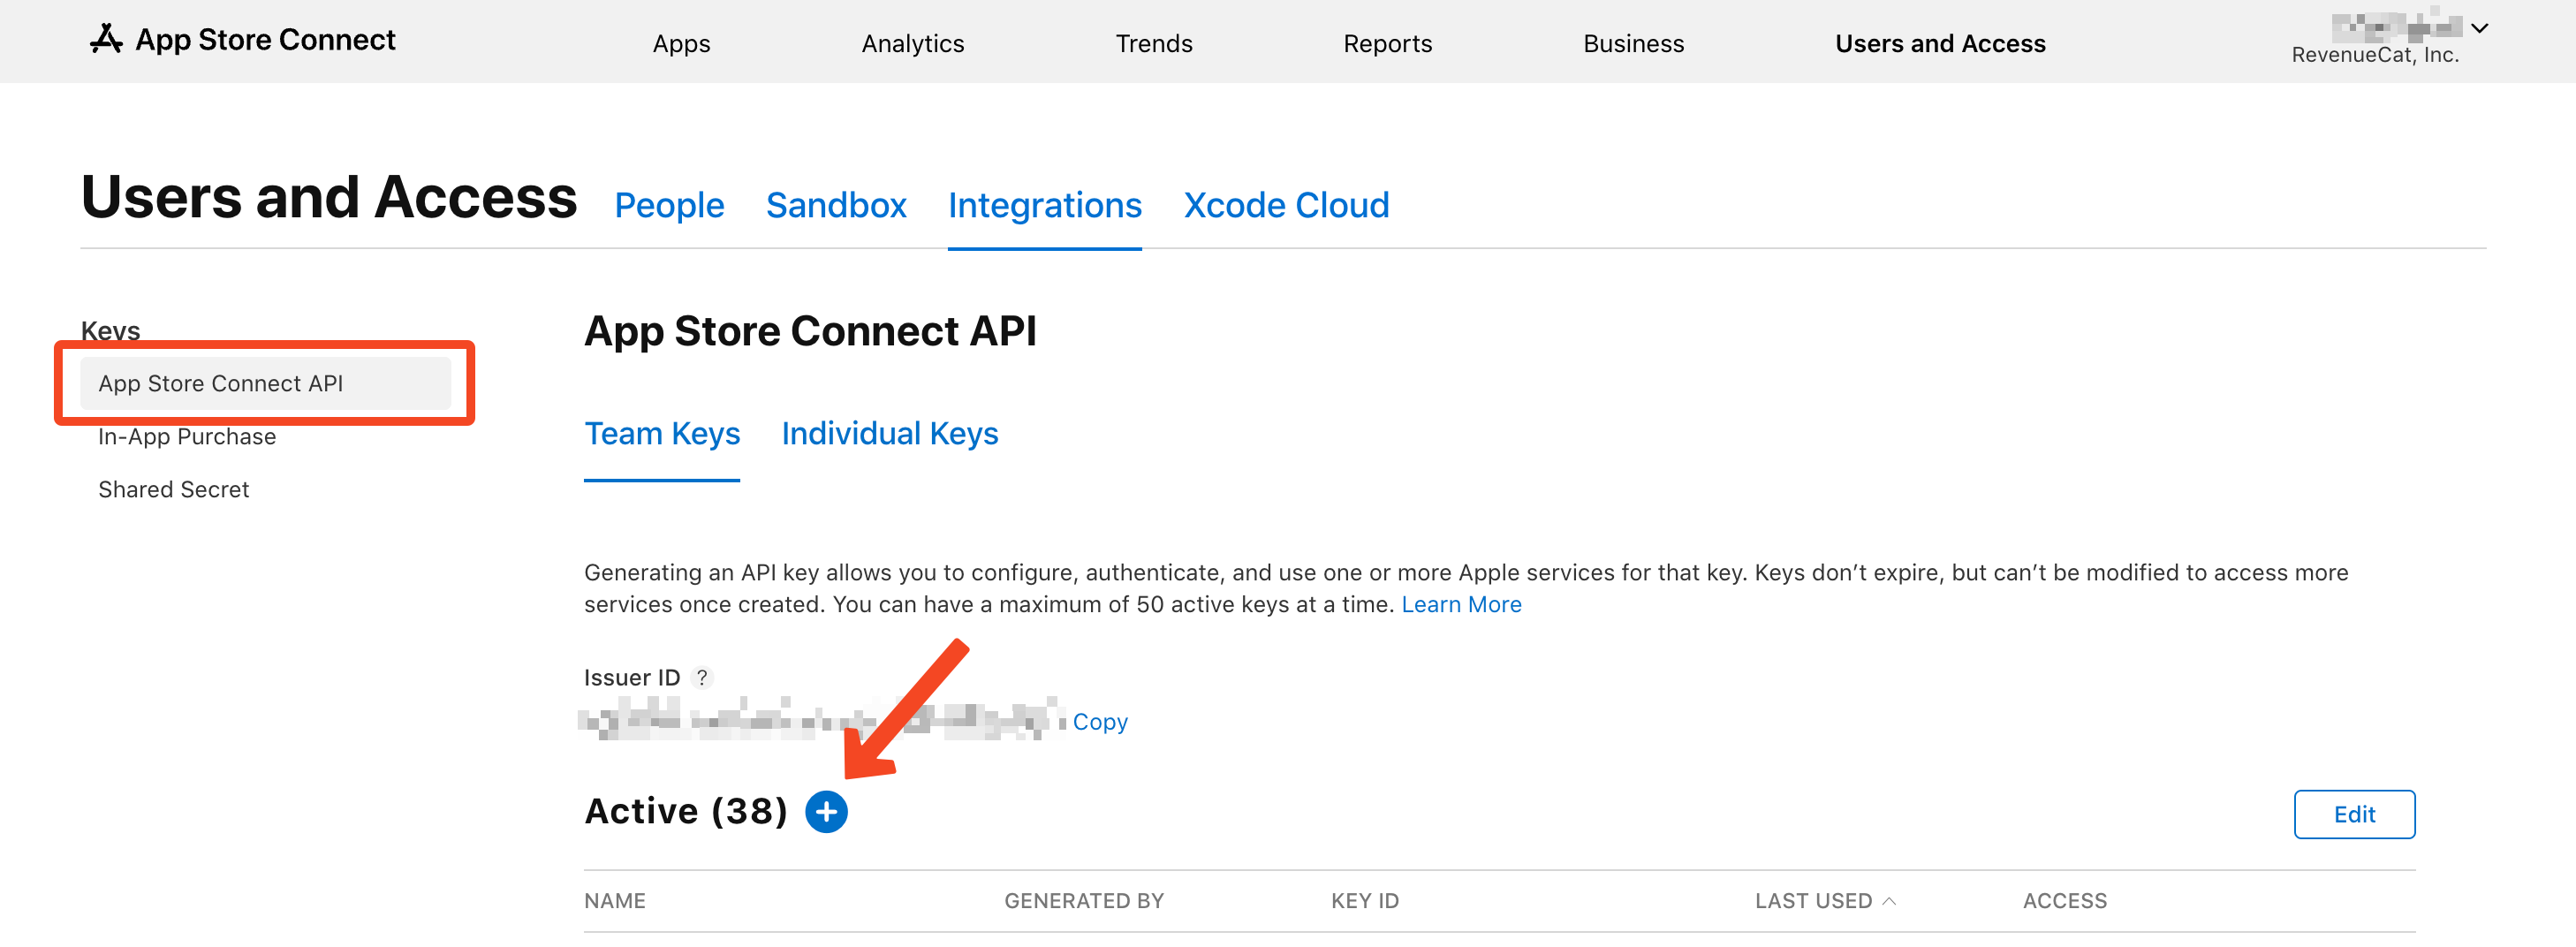 App Store Connect
Apps
Analytics
Trends
Reports
Business
Users and Access
RevenueCat, Inc.
Users and Access
People
Sandbox
Integrations
Xcode Cloud
Keys
App Store Connect API
In-App Purchase
Shared Secret
App Store Connect API
Team Keys
Individual Keys
Generating an API key allows you to configure, authenticate, and use one or more Apple services for that key. Keys don’t expire, but can’t be modified to access more
services once created. You can have a maximum of 50 active keys at a time. Learn More
Issuer ID ?
Copy
Active (38)
Edit
NAME
GENERATED BY
KEY ID
LAST USED
ACCESS